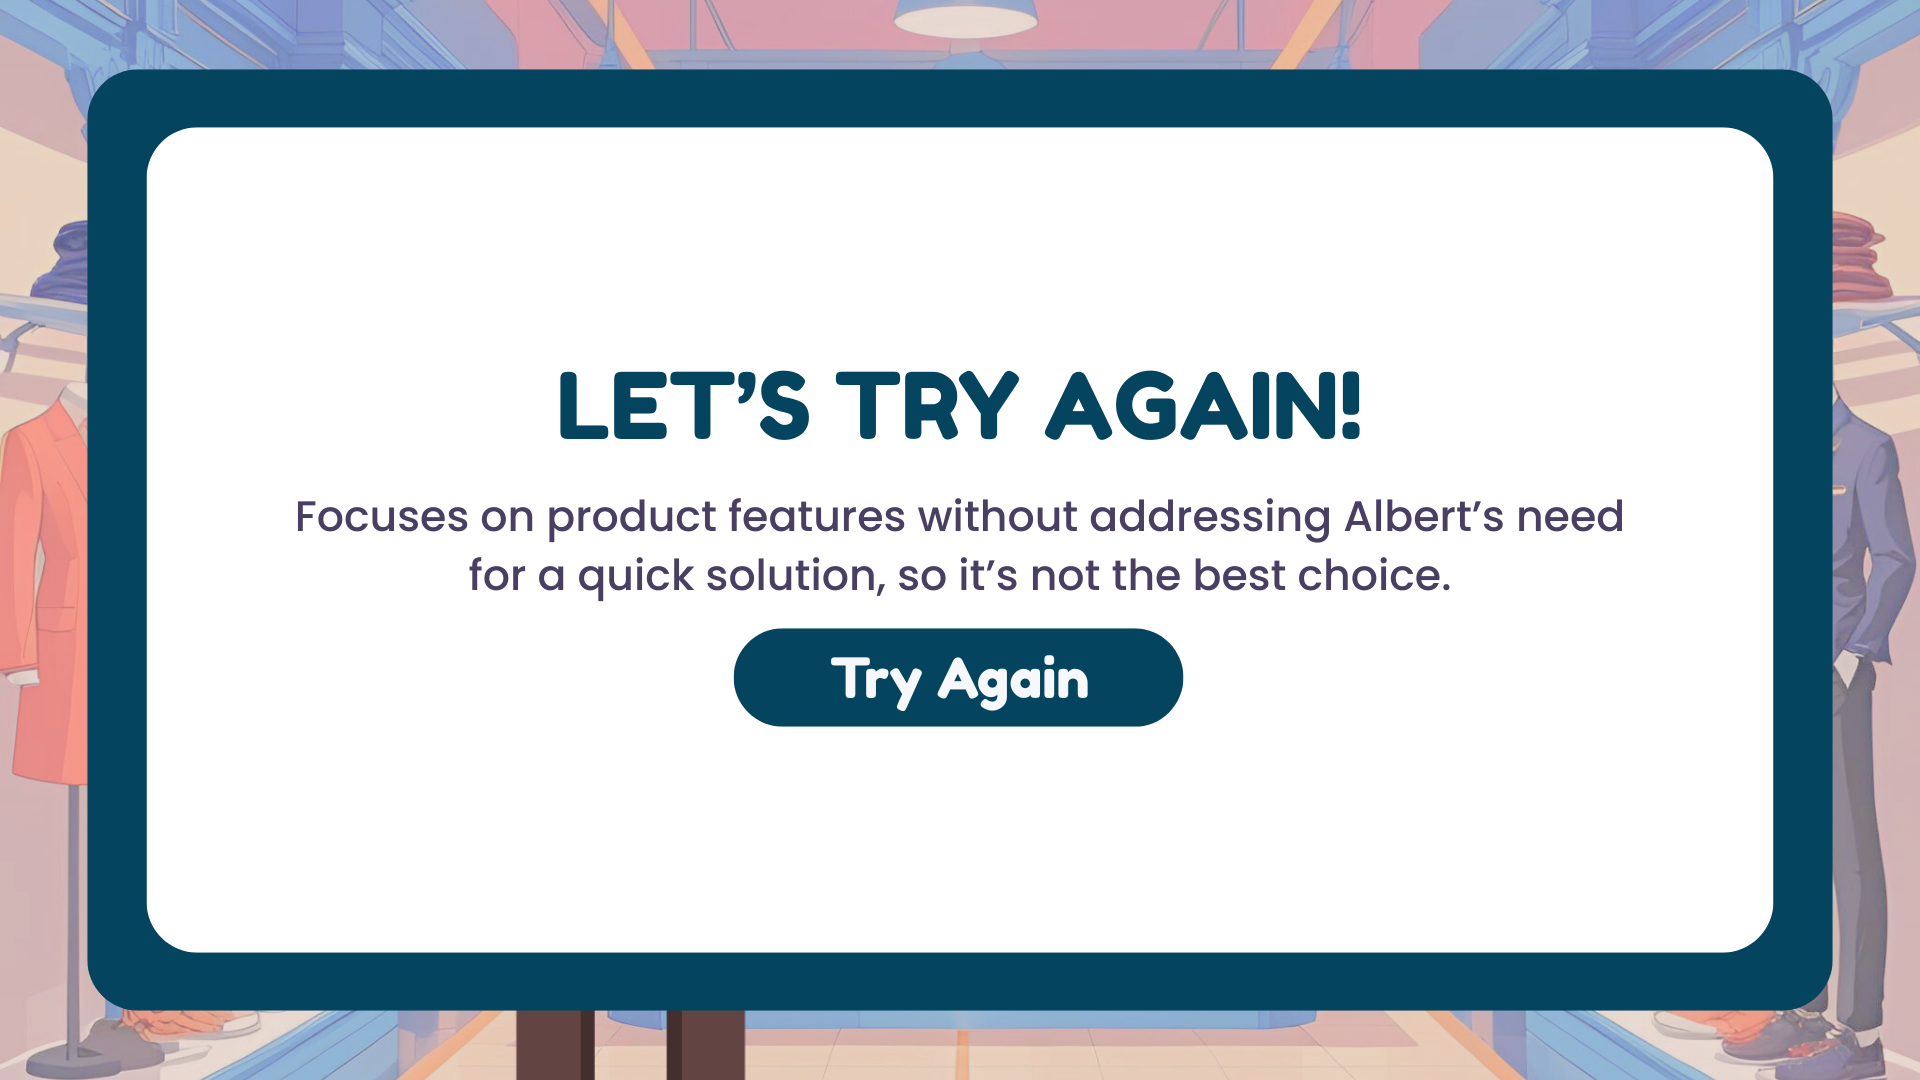 LET’S TRY AGAIN!
Focuses on product features without addressing Albert’s need
for a quick solution, so it’s not the best choice.
Try Again